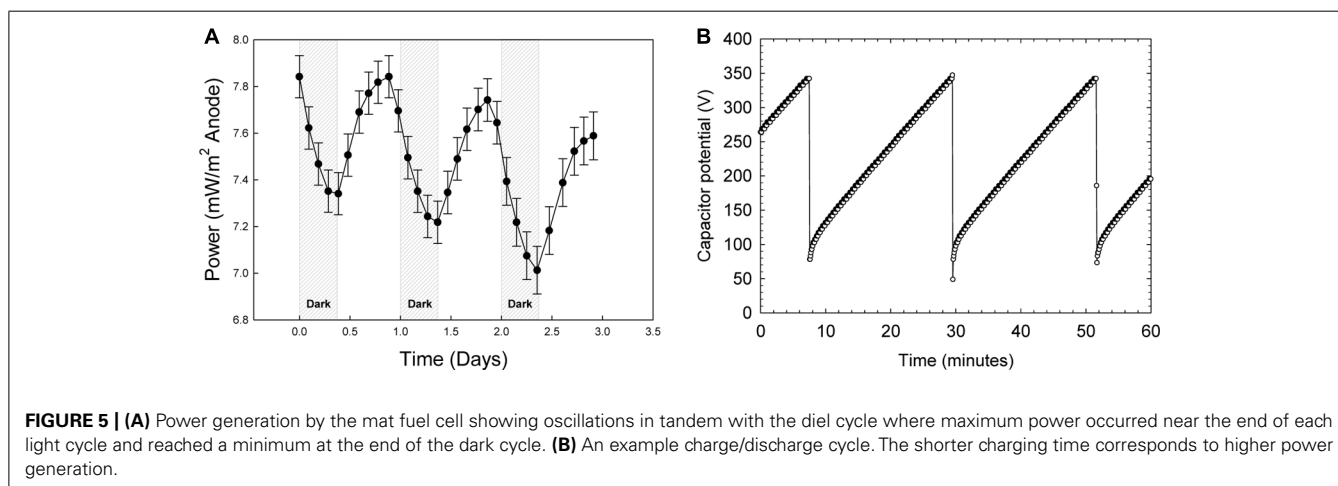 A
8.0
7.8
7.6
7.4
7.2
7.0
6.8
Power (mW/m² Anode)
Dark Dark Dark
0.0 0.5 1.0 1.5 2.0 2.5 3.0 3.5
Time (Days)
B
400
350
300
250
200
150
100
50
0
Capacitor potential (V)
0 10 20 30 40 50 60
Time (minutes)
FIGURE 5 | (A) Power generation by the mat fuel cell showing oscillations in tandem with the diel cycle where maximum power occurred near the end of each
light cycle and reached a minimum at the end of the dark cycle. (B) An example charge/discharge cycle. The shorter charging time corresponds to higher power
generation.